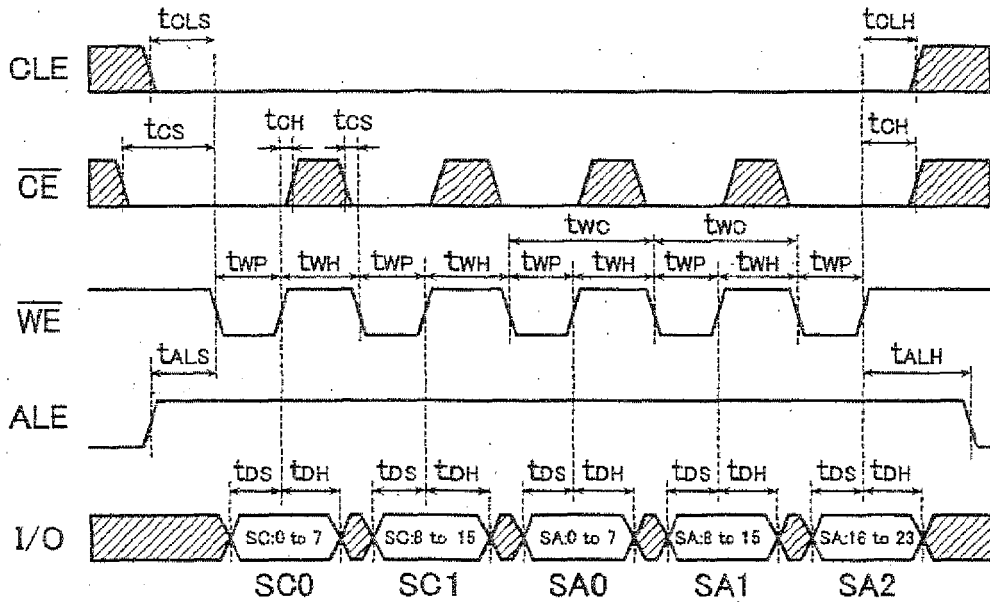 tCLS tCLH
CLE
tCS tCH tCS tCH
CE
tWC tWC
tWP tWH tWP tWH tWP tWH tWP tWH tWP
WE
tALS tALH
ALE
tDS tDH tDS tDH tDS tDH tDS tDH tDS tDH
I/O SC:0 to 7 SC:8 to 15 SA:0 to 7 SA:8 to 15 SA:16 to 23
SC0 SC1 SA0 SA1 SA2